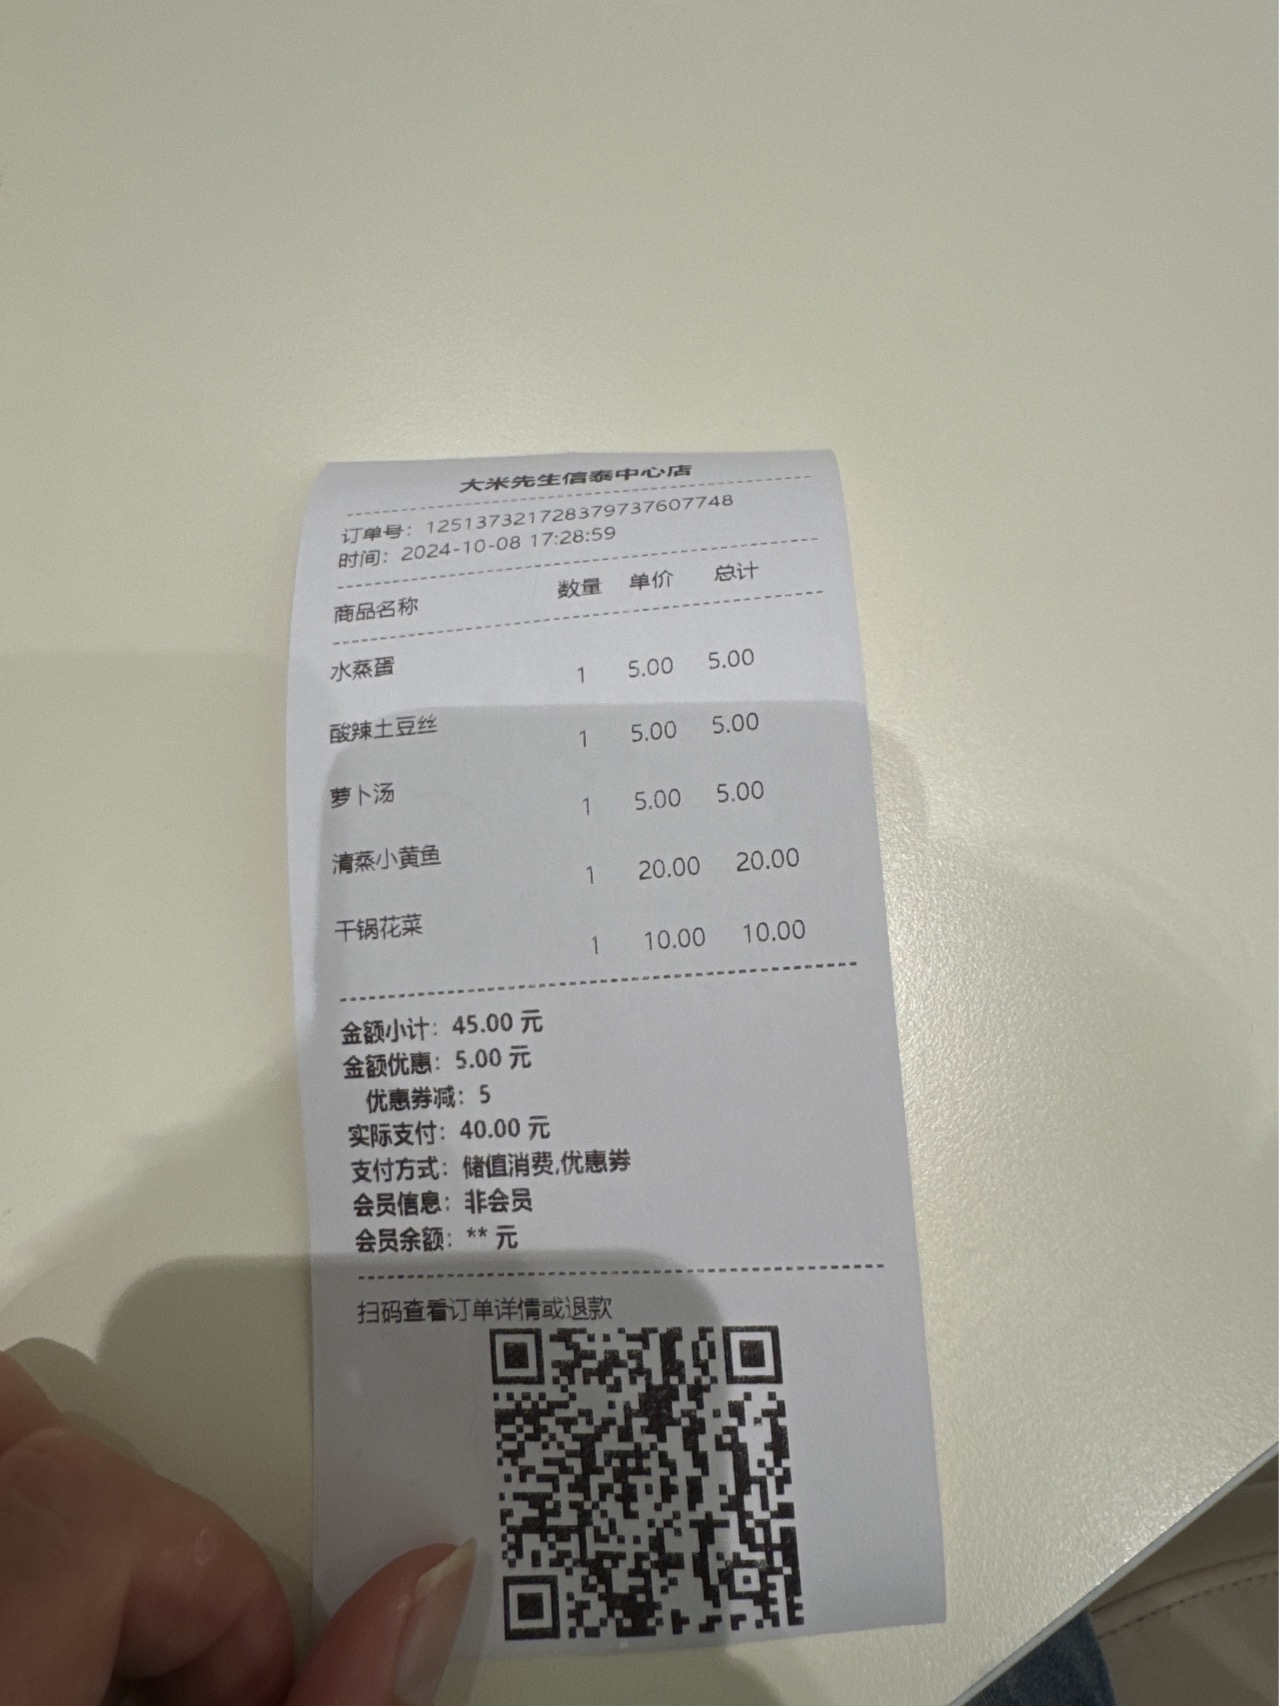 大米先生信泰中心店
订单号：12513732172837973760​7748
时间：2024-10-08 17:28:59
商品名称 数量 单价 总计
水蒸蛋 1 5.00 5.00
酸辣土豆丝 1 5.00 5.00
萝卜汤 1 5.00 5.00
清蒸小黄鱼 1 20.00 20.00
干锅花菜 1 10.00 10.00
金额小计：45.00 元
金额优惠：5.00 元
优惠券减：5
实际支付：40.00 元
支付方式：储值消费,优惠券
会员信息：非会员
会员余额：** 元
扫码查看订单详情或退款